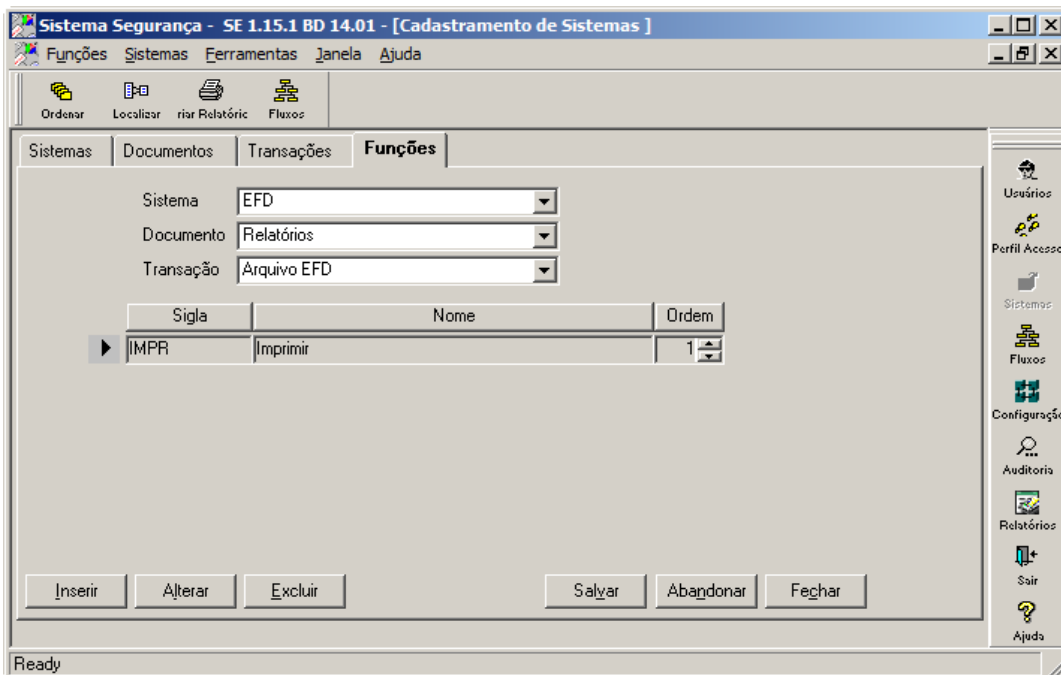 Sistema Segurança - SE 1.15.1 BD 14.01 - [Cadastramento de Sistemas ]
Funções Sistemas Ferramentas Janela Ajuda
Ordenar Localizar riar Relatóric Fluxos
Sistemas Documentos Transações Funções
Sistema EFD
Documento Relatórios
Transação Arquivo EFD
Sigla Nome Ordem
IMPR Imprimir 1
Inserir Alterar Excluir Salvar Abandonar Fechar
Usuários
Perfil Acesso
Sistemas
Fluxos
Configuração
Auditoria
Relatórios
Sair
Ajuda
Ready